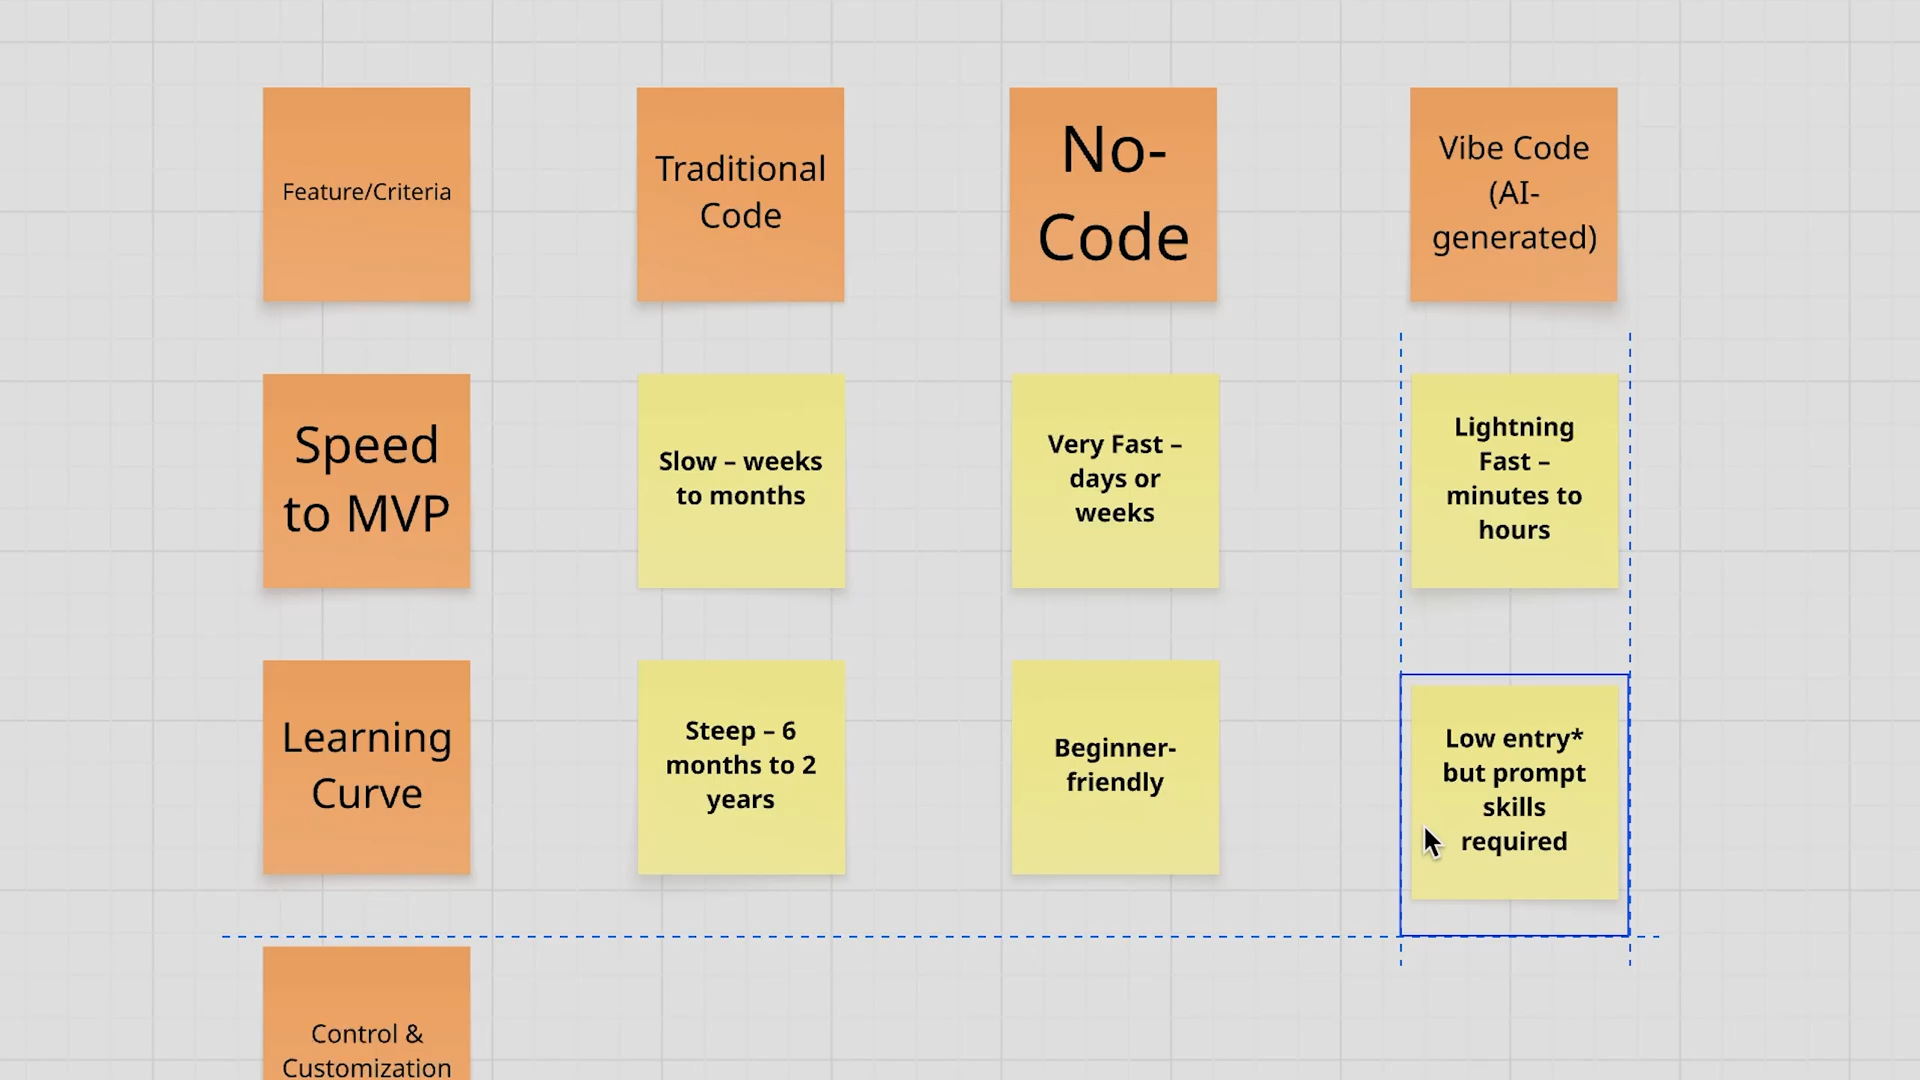 Feature/Criteria
Traditional
Code
No-
Code
Vibe Code
(AI-
generated)
Speed
to MVP
Slow – weeks
to months
Very Fast –
days or
weeks
Lightning
Fast –
minutes to
hours
Learning
Curve
Steep – 6
months to 2
years
Beginner-
friendly
Low entry*
but prompt
skills
required
Control &
Customization